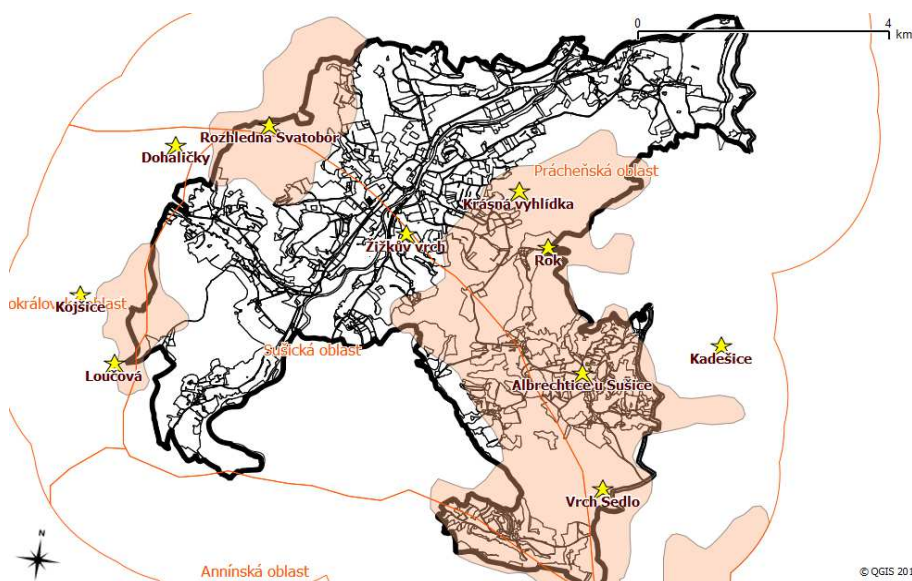 0 4
km
Rozhledna Svatobor
Dohaličky
Prácheňská oblast
Krásná vyhlídka
Žižkův vrch
Rok
Kojšice
Sušická oblast
Kadešice
Loučová
Albrechtice u Sušice
Vrch Sedlo
N
Annínská oblast
© QGIS 201